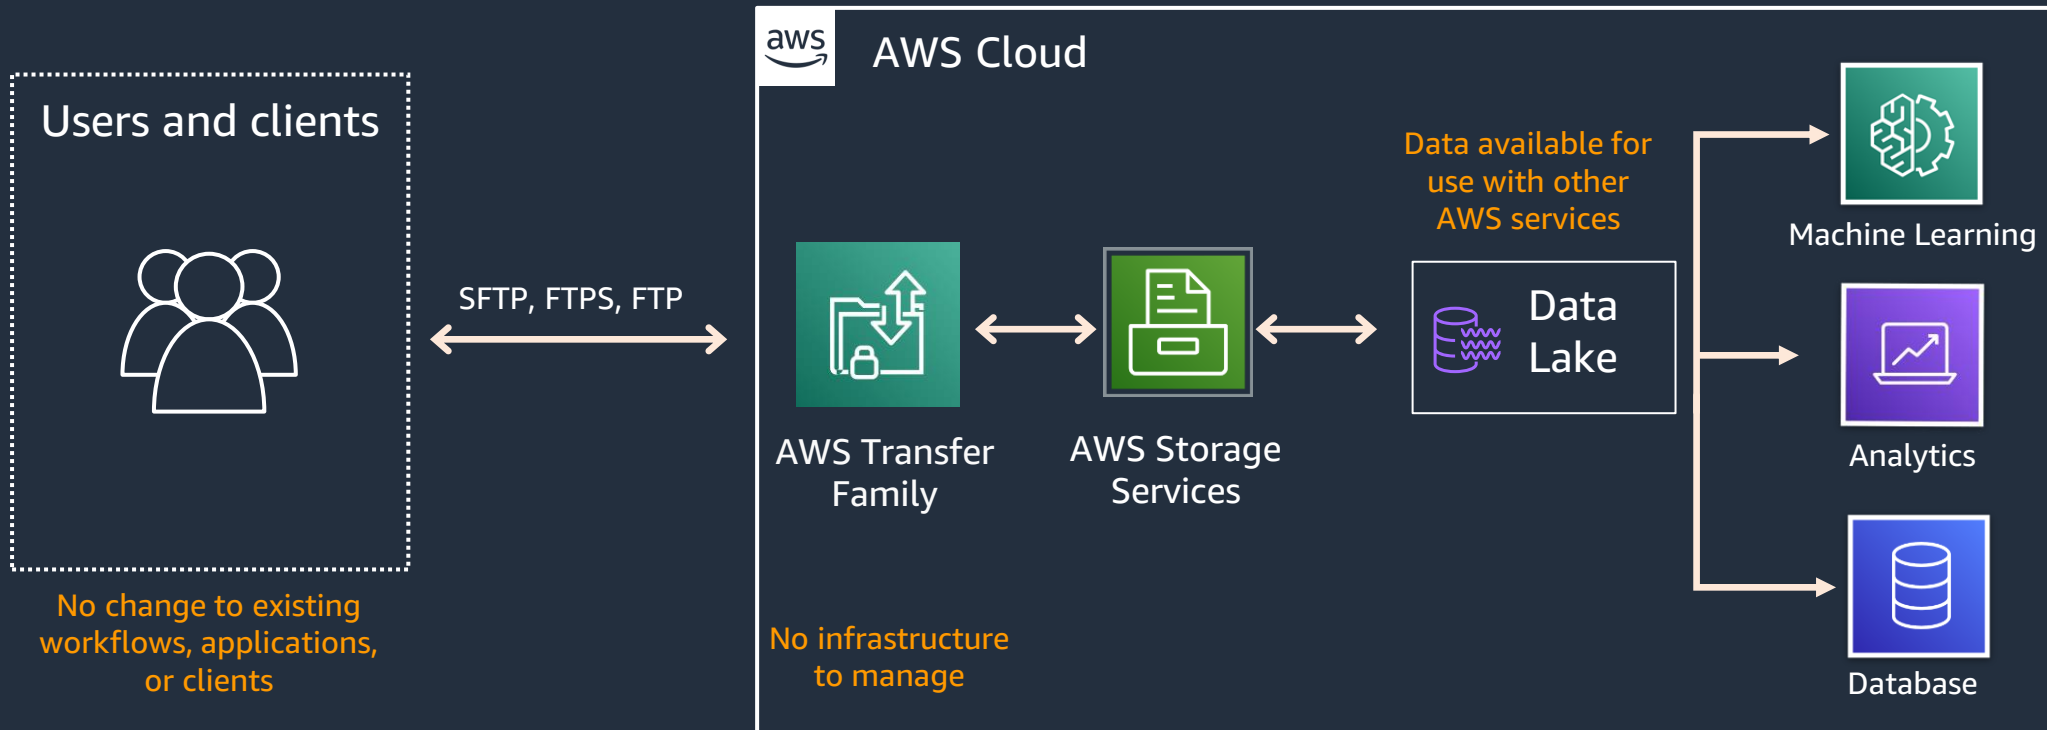 aws
AWS Cloud
Users and clients
SFTP, FTPS, FTP
No change to existing
workflows, applications,
or clients
AWS Transfer
Family
No infrastructure
to manage
AWS Storage
Services
Data available for
use with other
AWS services
Data
Lake
Machine Learning
Analytics
Database